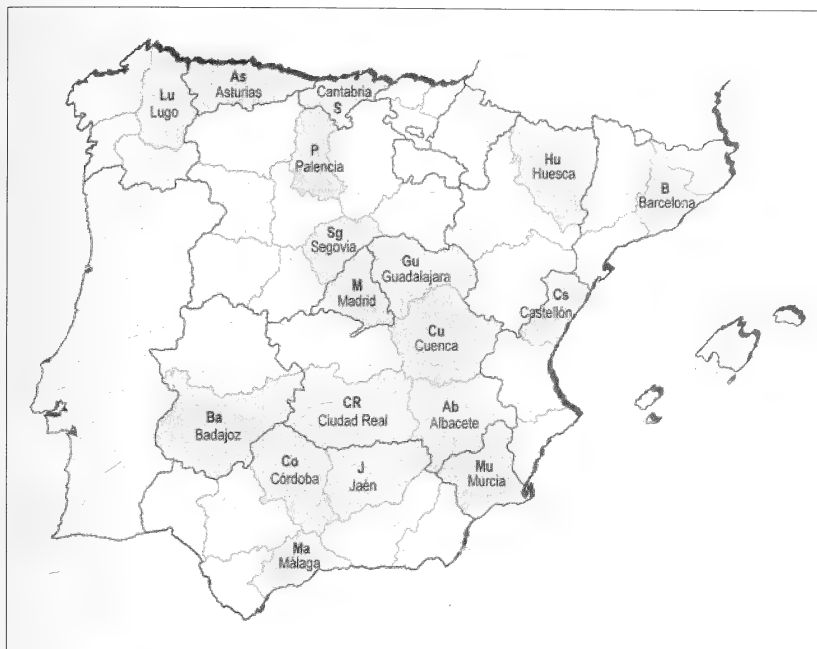 As
Asturias
Cantabria
S
Lu
Lugo
P
Palencia
Hu
Huesca
B
Barcelona
Sg
Segovia
Gu
Guadalajara
M
Madrid
Cs
Castellón
Cu
Cuenca
CR
Ciudad Real
Ab
Albacete
Ba
Badajoz
Co
Córdoba
J
Jaén
Mu
Murcia
Ma
Málaga